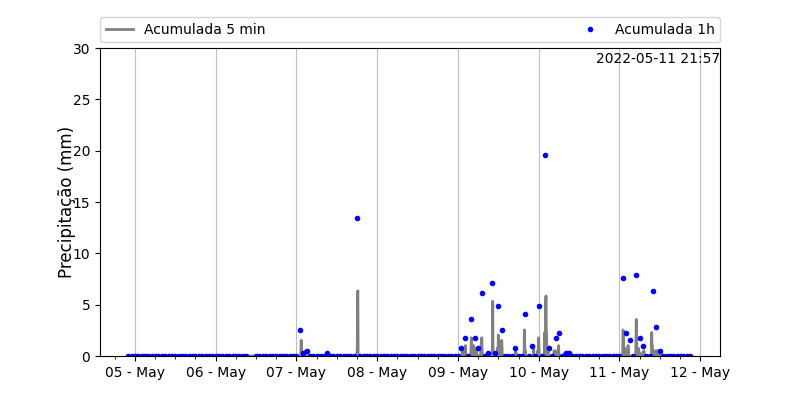 Acumulada 5 min Acumulada 1h
2022-05-11 21:57
Precipitação (mm)
30
25
20
15
10
5
0
05 - May 06 - May 07 - May 08 - May 09 - May 10 - May 11 - May 12 - May